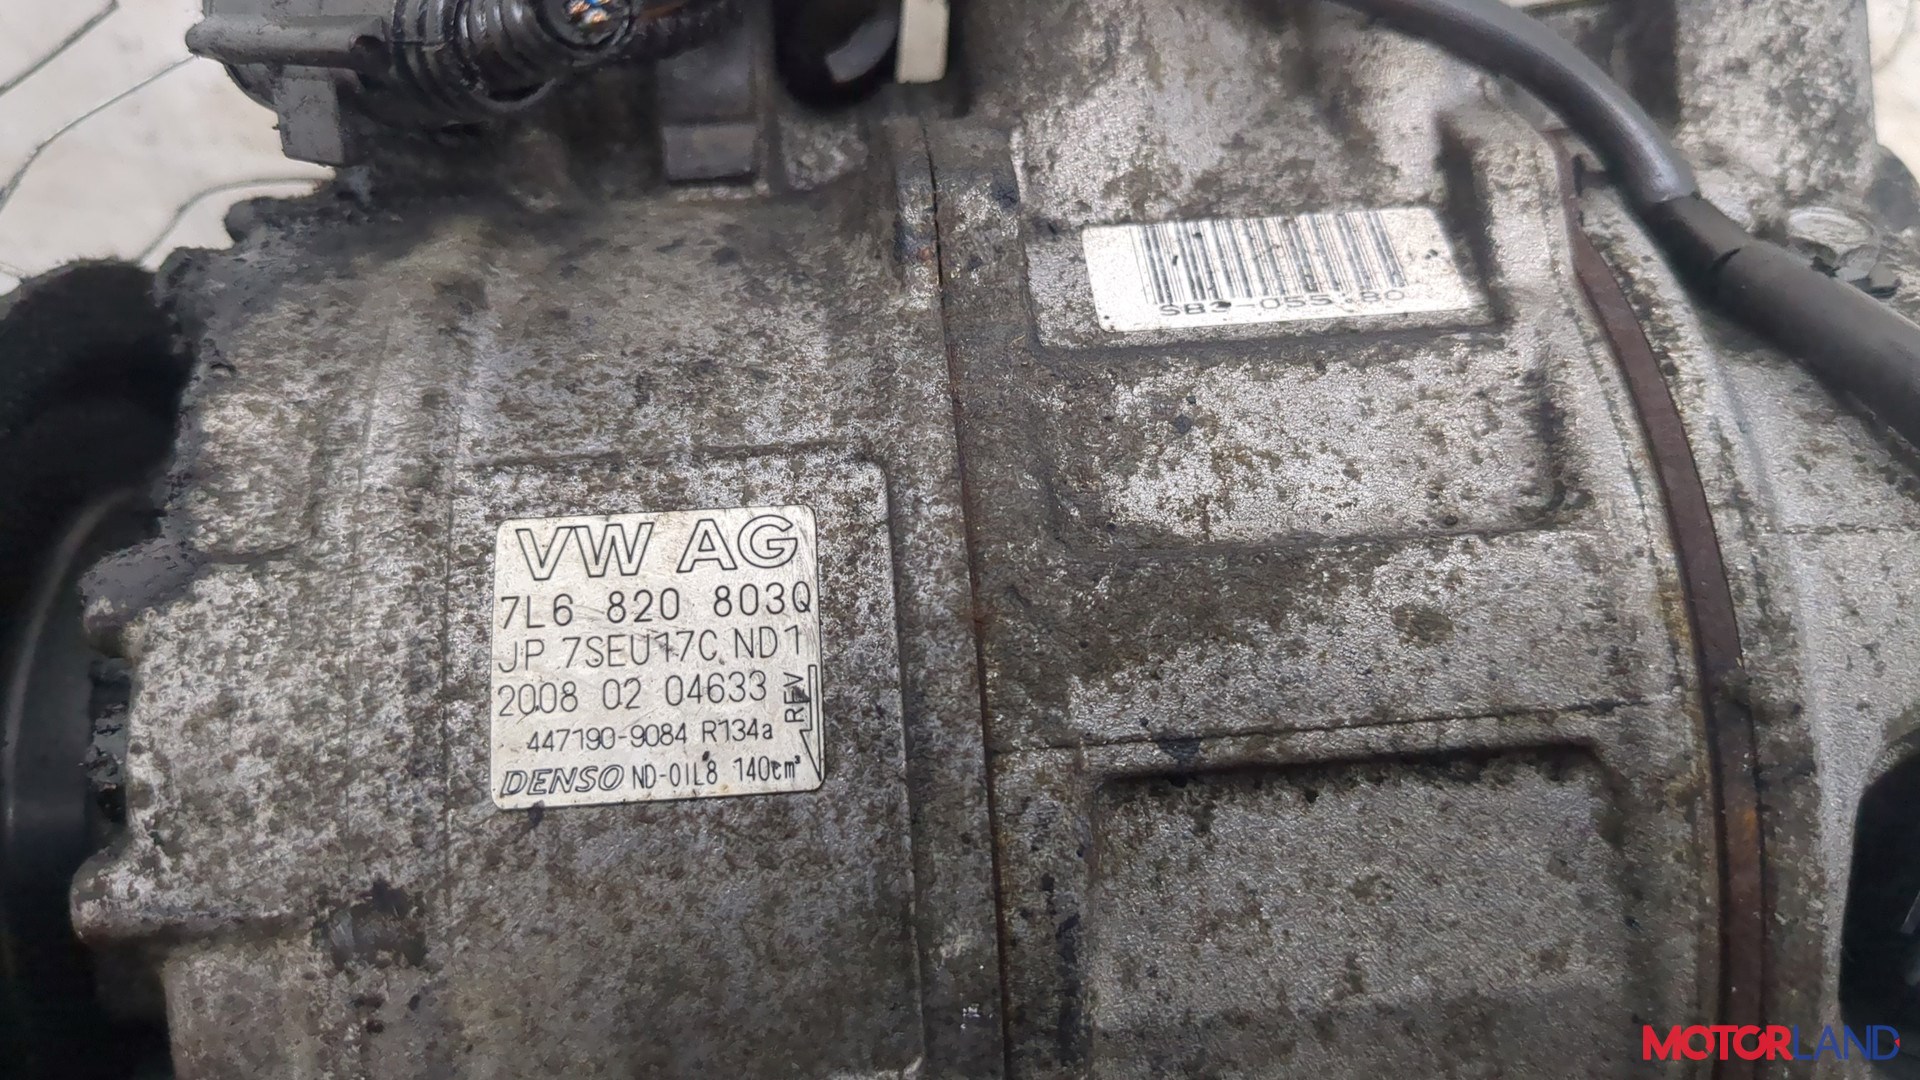 VW AG
7L6 820 803Q
JP 7SEU17C ND1
2008 02 04633
REV
447190-9084 R134a
DENSO ND-OIL8 140cm³
MOTORLAND